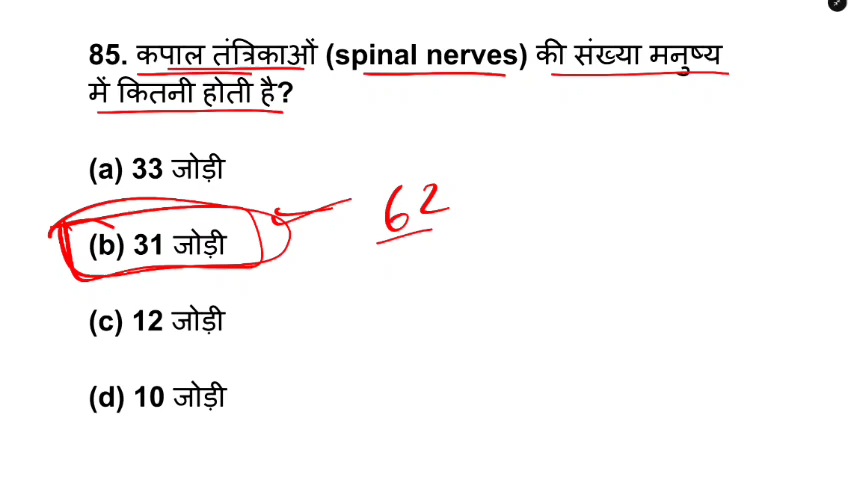 85. कपाल तंत्रिकाओं (spinal nerves) की संख्या मनुष्य
में कितनी होती है?
(a) 33 जोड़ी
62
(b) 31 जोड़ी
(c) 12 जोड़ी
(d) 10 जोड़ी